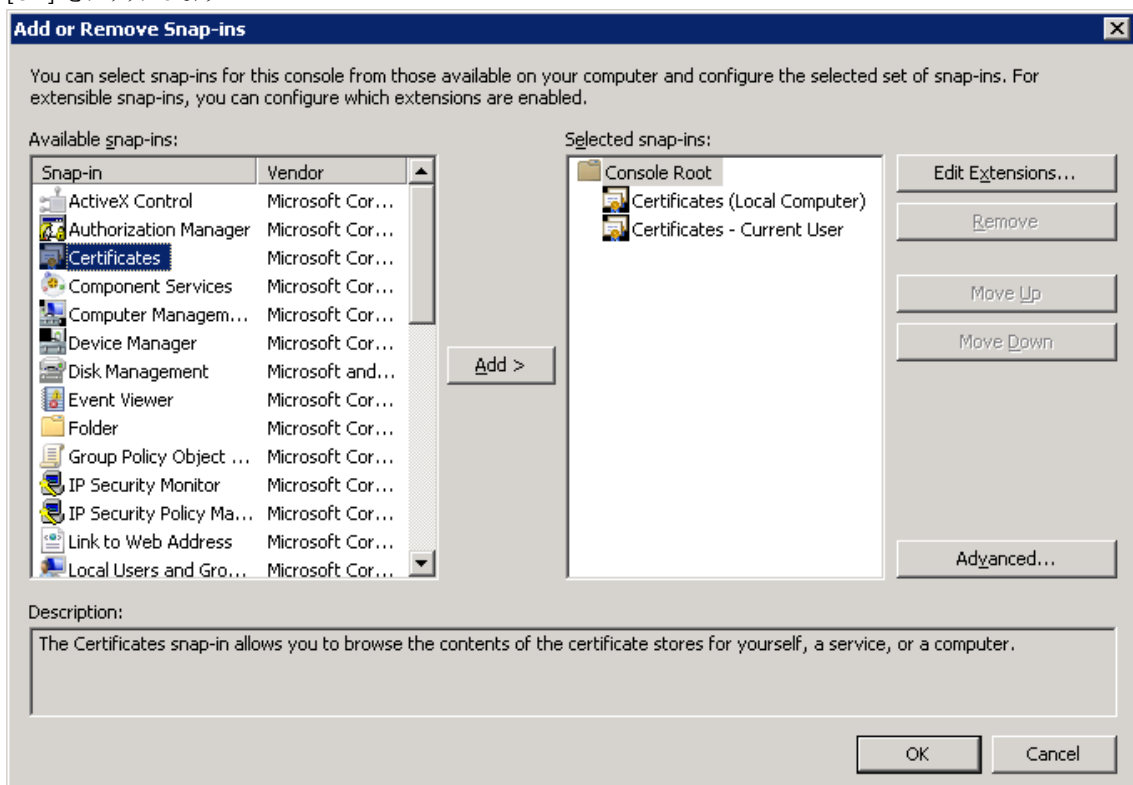 Add or Remove Snap-ins
You can select snap-ins for this console from those available on your computer and configure the selected set of snap-ins. For
extensible snap-ins, you can configure which extensions are enabled.
Available snap-ins:
Selected snap-ins:
Snap-in Vendor
ActiveX Control Microsoft Cor...
Authorization Manager Microsoft Cor...
Certificates Microsoft Cor...
Component Services Microsoft Cor...
Computer Managem... Microsoft Cor...
Device Manager Microsoft Cor...
Disk Management Microsoft and...
Event Viewer Microsoft Cor...
Folder Microsoft Cor...
Group Policy Object ... Microsoft Cor...
IP Security Monitor Microsoft Cor...
IP Security Policy Ma... Microsoft Cor...
Link to Web Address Microsoft Cor...
Local Users and Gro... Microsoft Cor...
Add >
Console Root
Certificates (Local Computer)
Certificates - Current User
Edit Extensions...
Remove
Move Up
Move Down
Advanced...
Description:
The Certificates snap-in allows you to browse the contents of the certificate stores for yourself, a service, or a computer.
OK Cancel